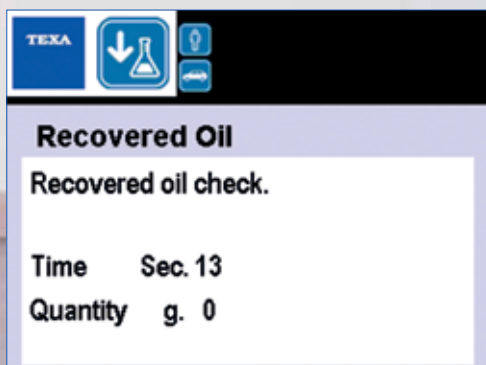 TEXA
Recovered Oil
Recovered oil check.
Time Sec. 13
Quantity g. 0